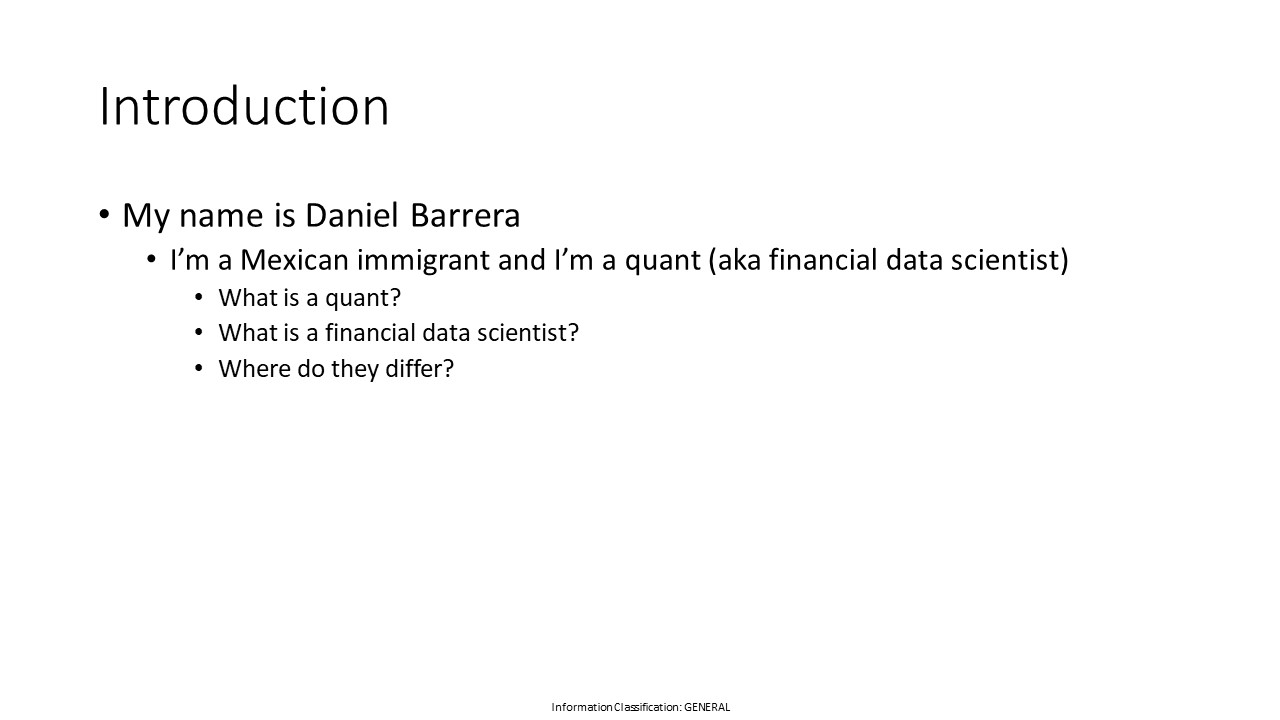 Introduction
• My name is Daniel Barrera
• I’m a Mexican immigrant and I’m a quant (aka financial data scientist)
• What is a quant?
• What is a financial data scientist?
• Where do they differ?
Information Classification: GENERAL